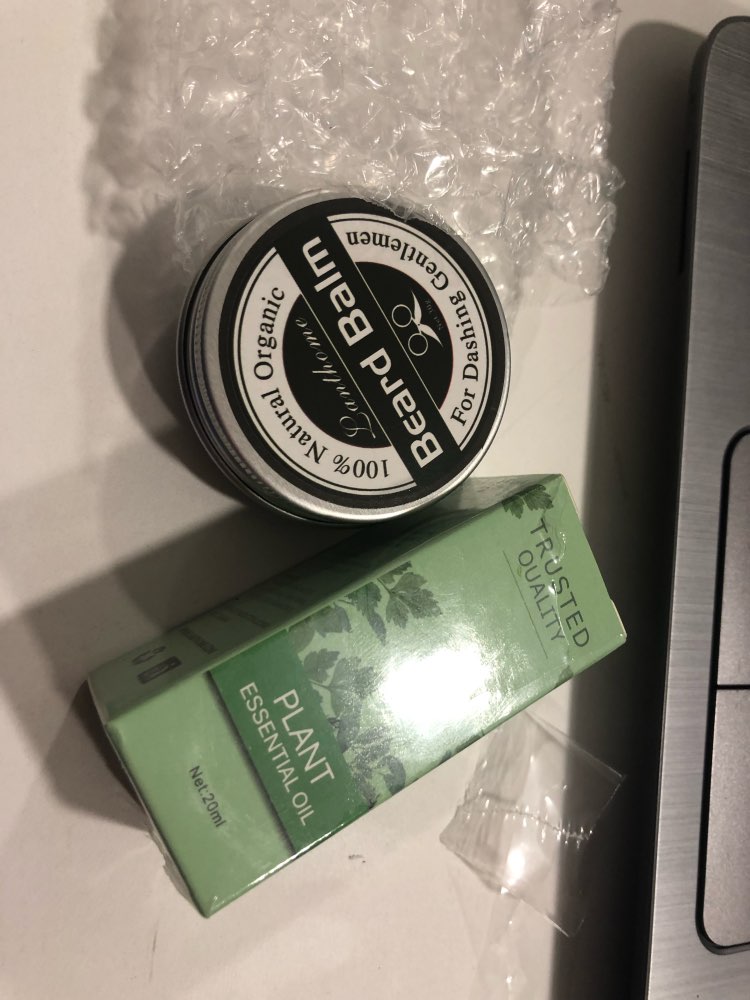 100% Natural Organic
Lanthome
Beard Balm
For Dashing Gentlemen
TRUSTED
QUALITY
PLANT
ESSENTIAL OIL
Net:20ml